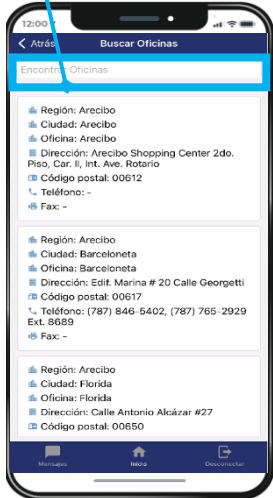 12:00
Atrás Buscar Oficinas
Encontrar Oficinas
Región: Arecibo
Ciudad: Arecibo
Oficina: Arecibo
Dirección: Arecibo Shopping Center 2do.
Piso, Car. II, Int. Ave. Rotario
Código postal: 00612
Teléfono: -
Fax: -
Región: Arecibo
Ciudad: Barceloneta
Oficina: Barceloneta
Dirección: Edif. Marina # 20 Calle Georgetti
Código postal: 00617
Teléfono: (787) 846-5402, (787) 765-2929
Ext. 8689
Fax: -
Región: Arecibo
Ciudad: Florida
Oficina: Florida
Dirección: Calle Antonio Alcázar #27
Código postal: 00650
Mensajes Inicio Desconectar